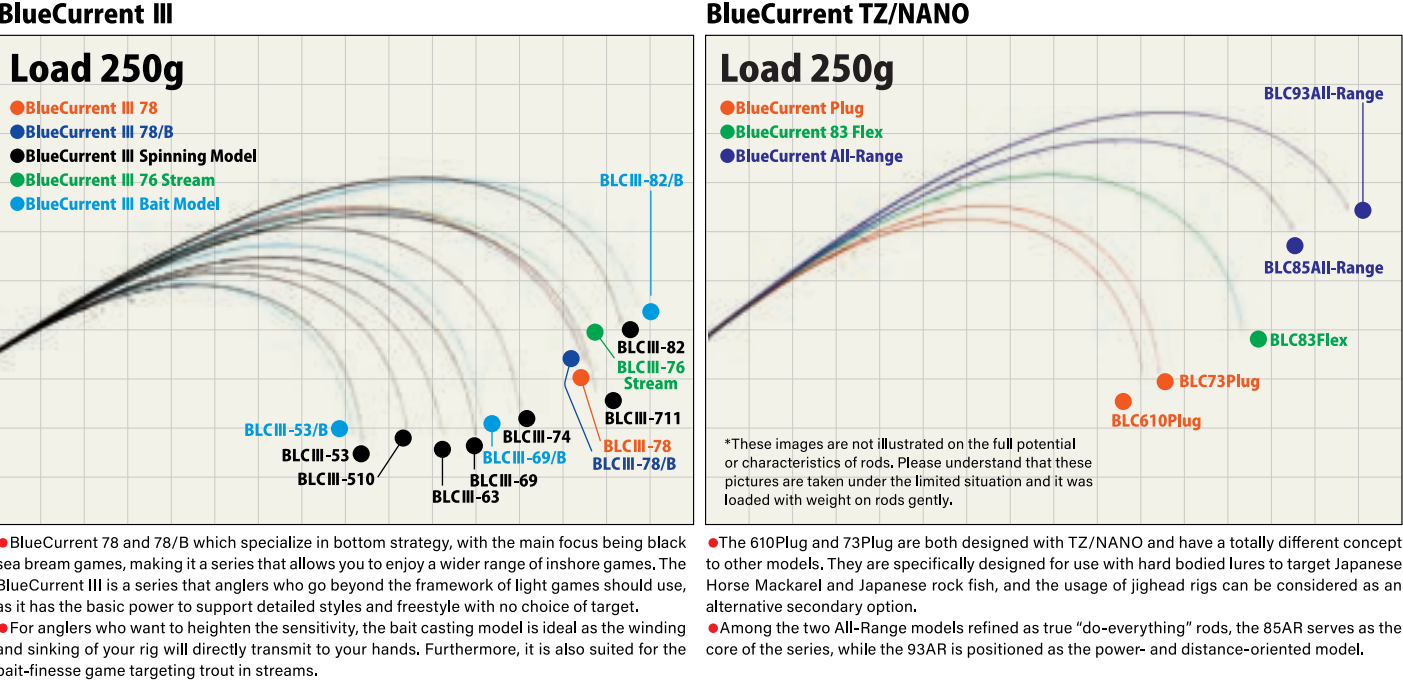 BlueCurrent III
Load 250g
●BlueCurrent III 78
●BlueCurrent III 78/B
●BlueCurrent III Spinning Model
●BlueCurrent III 76 Stream
●BlueCurrent III Bait Model
BLCIII-82/B
BLCIII-82
BLCIII-76
Stream
BLCIII-711
BLCIII-78
BLCIII-78/B
BLCIII-74
BLCIII-69/B
BLCIII-69
BLCIII-63
BLCIII-53/B
BLCIII-53
BLCIII-510
●BlueCurrent 78 and 78/B which specialize in bottom strategy, with the main focus being black
sea bream games, making it a series that allows you to enjoy a wider range of inshore games. The
BlueCurrent III is a series that anglers who go beyond the framework of light games should use,
as it has the basic power to support detailed styles and freestyle with no choice of target.
●For anglers who want to heighten the sensitivity, the bait casting model is ideal as the winding
and sinking of your rig will directly transmit to your hands. Furthermore, it is also suited for the
bait-finesse game targeting trout in streams.
BlueCurrent TZ/NANO
Load 250g
●BlueCurrent Plug
●BlueCurrent 83 Flex
●BlueCurrent All-Range
BLC93All-Range
BLC85All-Range
BLC83Flex
BLC73Plug
BLC610Plug
*These images are not illustrated on the full potential
or characteristics of rods. Please understand that these
pictures are taken under the limited situation and it was
loaded with weight on rods gently.
●The 610Plug and 73Plug are both designed with TZ/NANO and have a totally different concept
to other models. They are specifically designed for use with hard bodied lures to target Japanese
Horse Mackarel and Japanese rock fish, and the usage of jighead rigs can be considered as an
alternative secondary option.
●Among the two All-Range models refined as true “do-everything” rods, the 85AR serves as the
core of the series, while the 93AR is positioned as the power- and distance-oriented model.